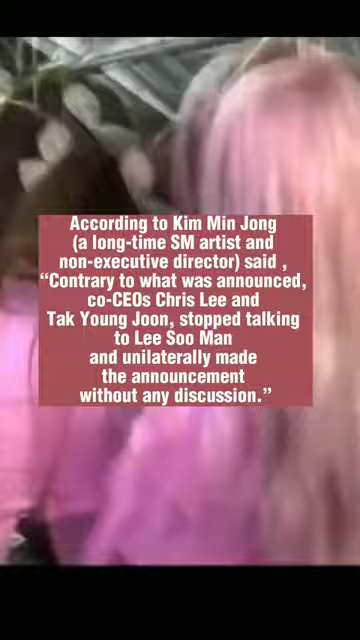 According to Kim Min Jong
(a long-time SM artist and
non-executive director) said ,
“Contrary to what was announced,
co-CEOs Chris Lee and
Tak Young Joon, stopped talking
to Lee Soo Man
and unilaterally made
the announcement
without any discussion.”